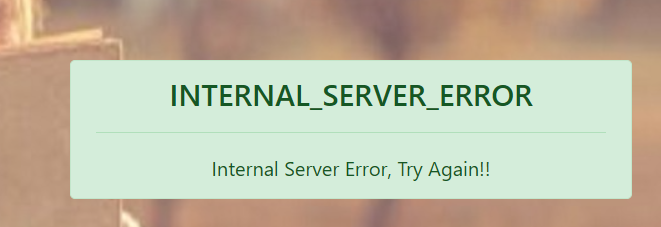 INTERNAL_SERVER_ERROR
Internal Server Error, Try Again!!